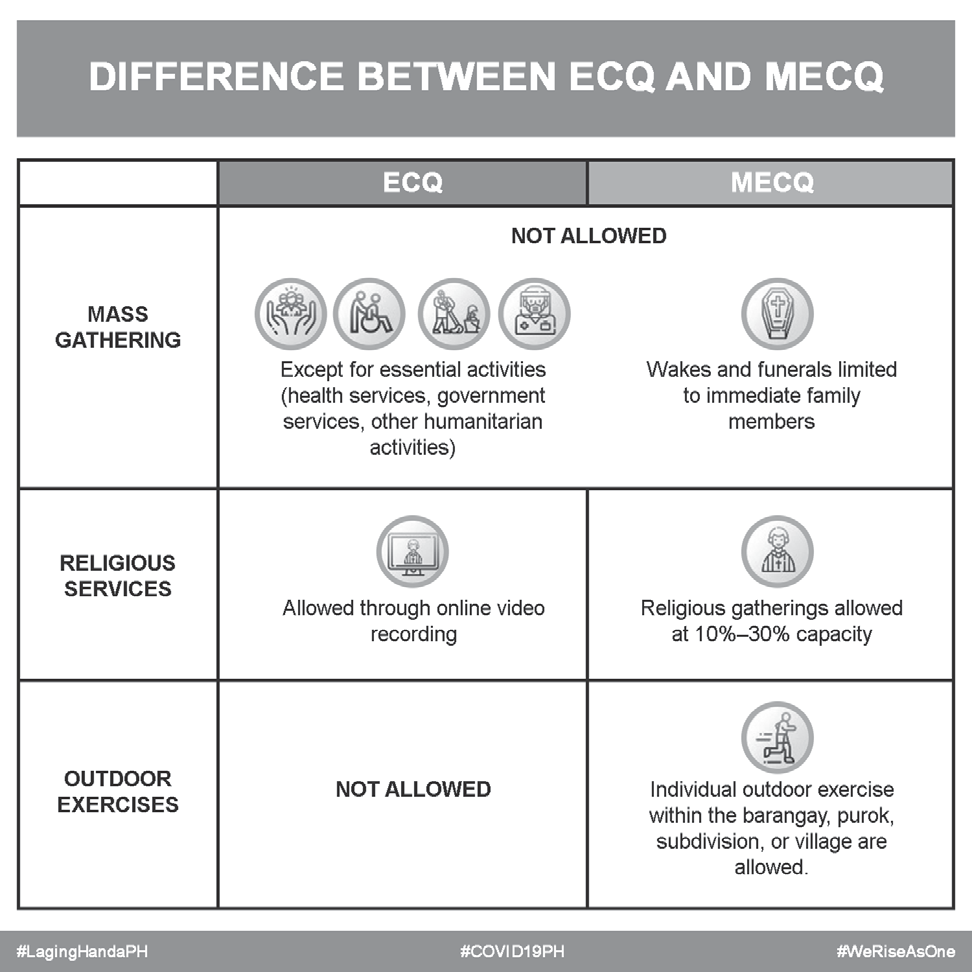 DIFFERENCE BETWEEN ECQ AND MECQ
ECQ
MECQ
MASS
GATHERING
NOT ALLOWED
Except for essential activities
(health services, government
services, other humanitarian
activities)
Wakes and funerals limited
to immediate family
members
RELIGIOUS
SERVICES
Allowed through online video
recording
Religious gatherings allowed
at 10%–30% capacity
OUTDOOR
EXERCISES
NOT ALLOWED
Individual outdoor exercise
within the barangay, purok,
subdivision, or village are
allowed.
#LagingHandaPH
#COVID19PH
#WeRiseAsOne